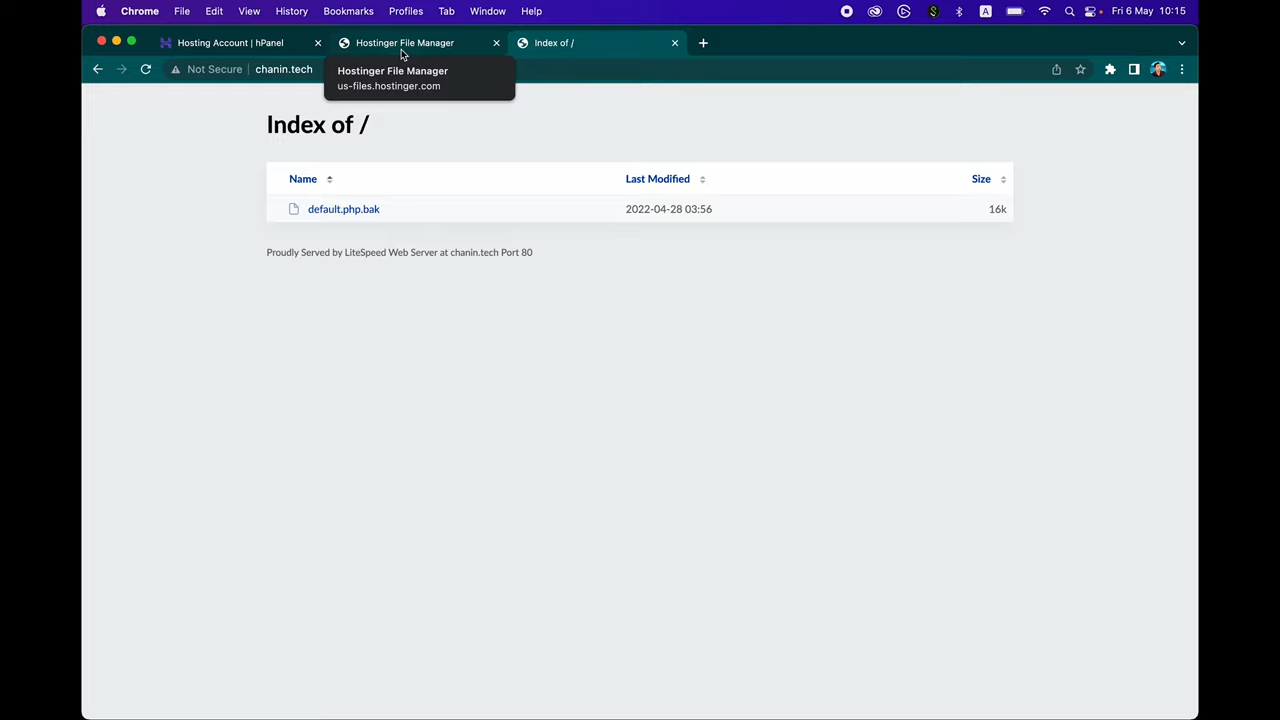 Chrome File Edit View History Bookmarks Profiles Tab Window Help A Fri 6 May 10:15
Hosting Account | hPanel Hostinger File Manager Index of /
Not Secure chanin.tech
Hostinger File Manager
us-files.hostinger.com
Index of /
Name Last Modified Size
default.php.bak 2022-04-28 03:56 16k
Proudly Served by LiteSpeed Web Server at chanin.tech Port 80